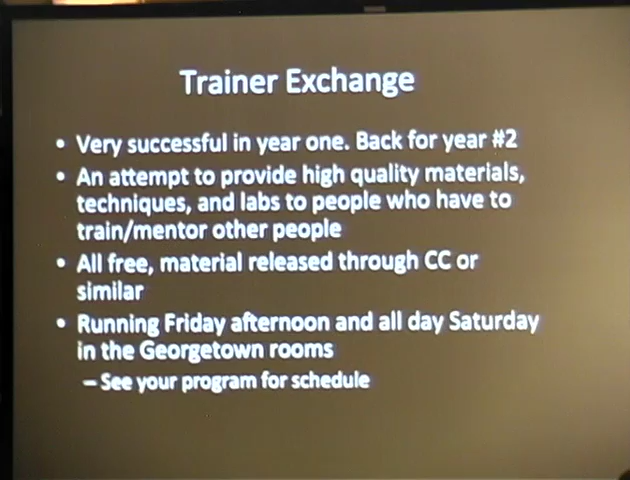 Trainer Exchange
• Very successful in year one. Back for year #2
• An attempt to provide high quality materials,
techniques, and labs to people who have to
train/mentor other people
• All free, material released through CC or
similar
• Running Friday afternoon and all day Saturday
in the Georgetown rooms
– See your program for schedule